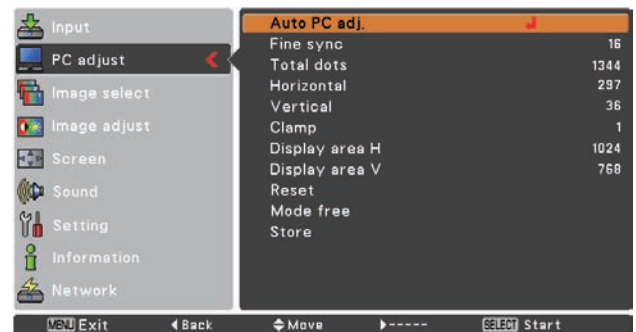 Input
PC adjust
Image select
Image adjust
Screen
Sound
Setting
Information
Network
Auto PC adj.
Fine sync 16
Total dots 1344
Horizontal 297
Vertical 36
Clamp 1
Display area H 1024
Display area V 768
Reset
Mode free
Store
MENU Exit Back Move ----- SELECT Start